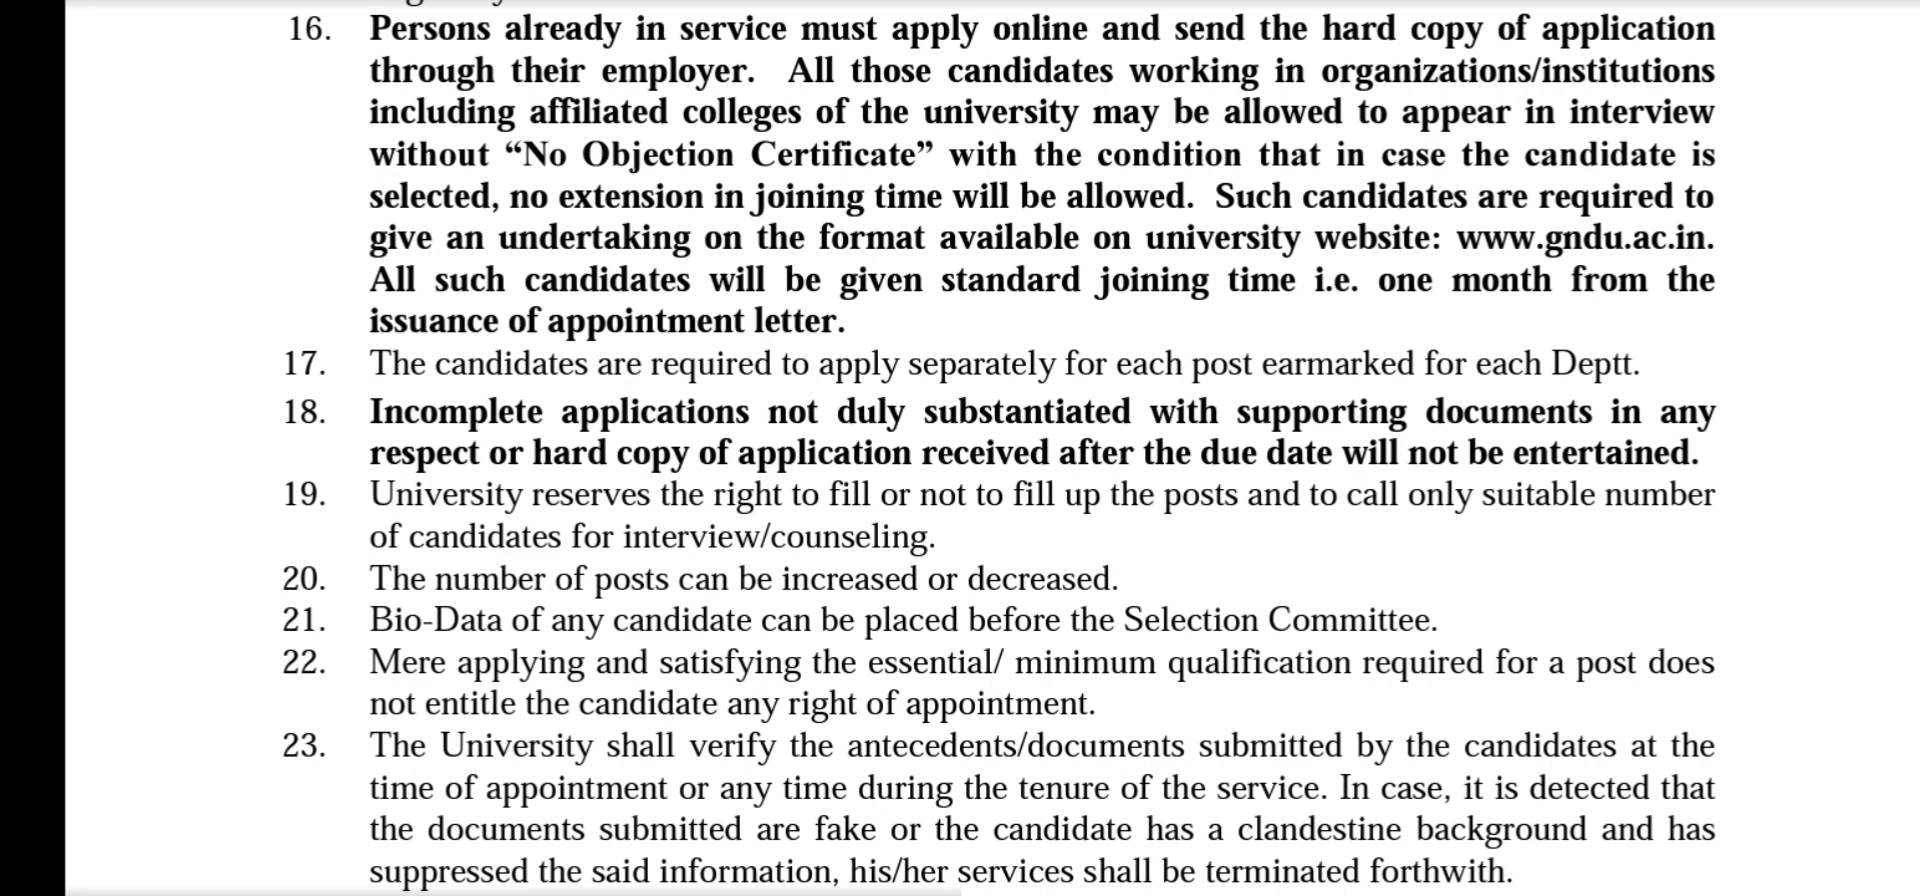 16. Persons already in service must apply online and send the hard copy of application
through their employer. All those candidates working in organizations/institutions
including affiliated colleges of the university may be allowed to appear in interview
without “No Objection Certificate” with the condition that in case the candidate is
selected, no extension in joining time will be allowed. Such candidates are required to
give an undertaking on the format available on university website: www.gndu.ac.in.
All such candidates will be given standard joining time i.e. one month from the
issuance of appointment letter.
17. The candidates are required to apply separately for each post earmarked for each Deptt.
18. Incomplete applications not duly substantiated with supporting documents in any
respect or hard copy of application received after the due date will not be entertained.
19. University reserves the right to fill or not to fill up the posts and to call only suitable number
of candidates for interview/counseling.
20. The number of posts can be increased or decreased.
21. Bio-Data of any candidate can be placed before the Selection Committee.
22. Mere applying and satisfying the essential/ minimum qualification required for a post does
not entitle the candidate any right of appointment.
23. The University shall verify the antecedents/documents submitted by the candidates at the
time of appointment or any time during the tenure of the service. In case, it is detected that
the documents submitted are fake or the candidate has a clandestine background and has
suppressed the said information, his/her services shall be terminated forthwith.